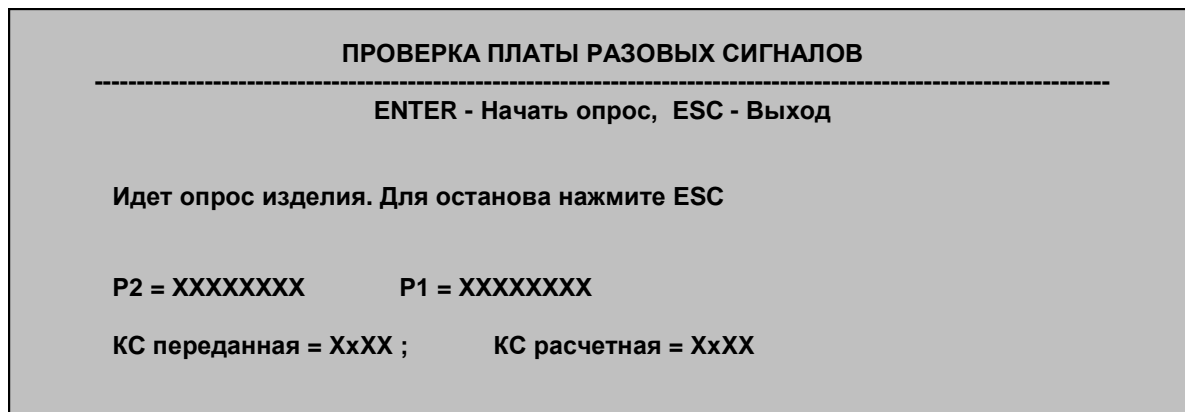 ПРОВЕРКА ПЛАТЫ РАЗОВЫХ СИГНАЛОВ
--------------------------------------------------------------------------------------------------------------------------
ENTER - Начать опрос, ESC - Выход
Идет опрос изделия. Для останова нажмите ESC
P2 = XXXXXXXX P1 = XXXXXXXX
КС переданная = XxXX ; КС расчетная = XxXX